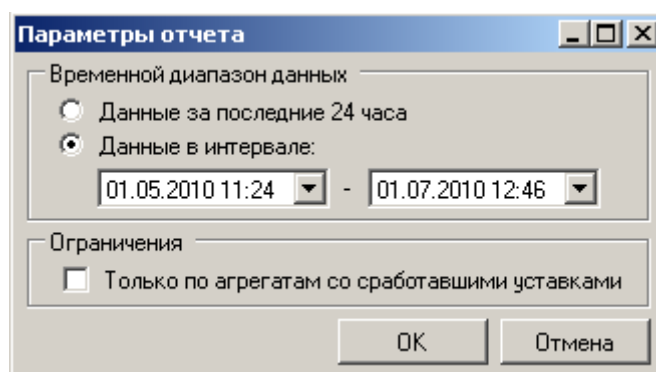 Параметры отчета
Временной диапазон данных
Данные за последние 24 часа
Данные в интервале:
01.05.2010 11:24 - 01.07.2010 12:46
Ограничения
Только по агрегатам со сработавшими уставками
OK Отмена